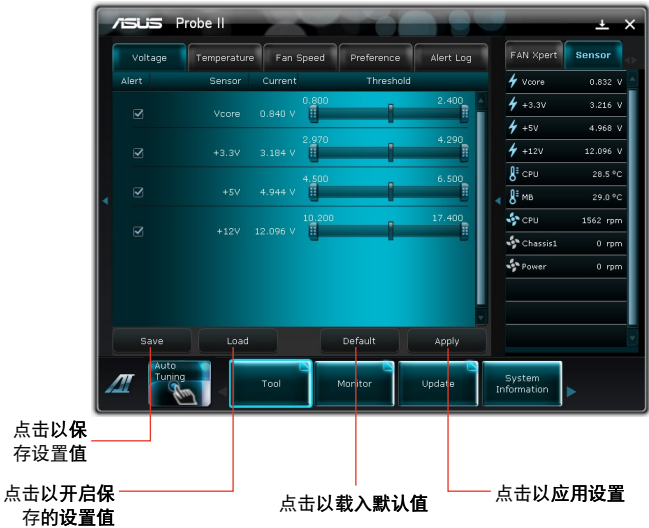 ASUS Probe II
Voltage Temperature Fan Speed Preference Alert Log
Alert Sensor Current Threshold
0.800 2.400
Vcore 0.840 V
2.970 4.290
+3.3V 3.184 V
4.500 6.500
+5V 4.944 V
10.200 17.400
+12V 12.096 V
Save Load Default Apply
FAN Xpert Sensor
Vcore 0.832 V
+3.3V 3.216 V
+5V 4.968 V
+12V 12.096 V
CPU 28.5 ºC
MB 29.0 ºC
CPU 1562 rpm
Chassis1 0 rpm
Power 0 rpm
Auto
Tuning
Tool
Monitor
Update
System
Information
点击以保
存设置值
点击以开启保
存的设置值
点击以载入默认值
点击以应用设置